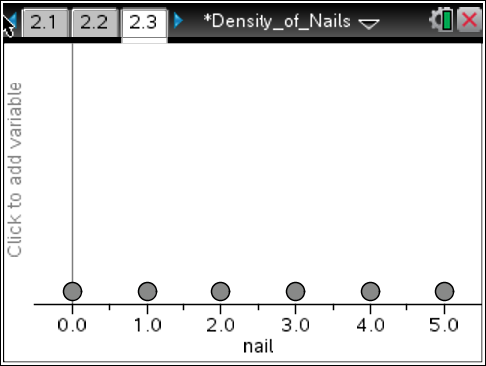 2.1 2.2 2.3 *Density_of_Nails
Click to add variable
0.0 1.0 2.0 3.0 4.0 5.0
nail